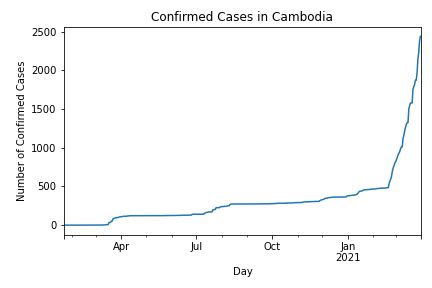 Confirmed Cases in Cambodia
2500
2000
1500
1000
500
0
Number of Confirmed Cases
Apr Jul Oct Jan
2021
Day